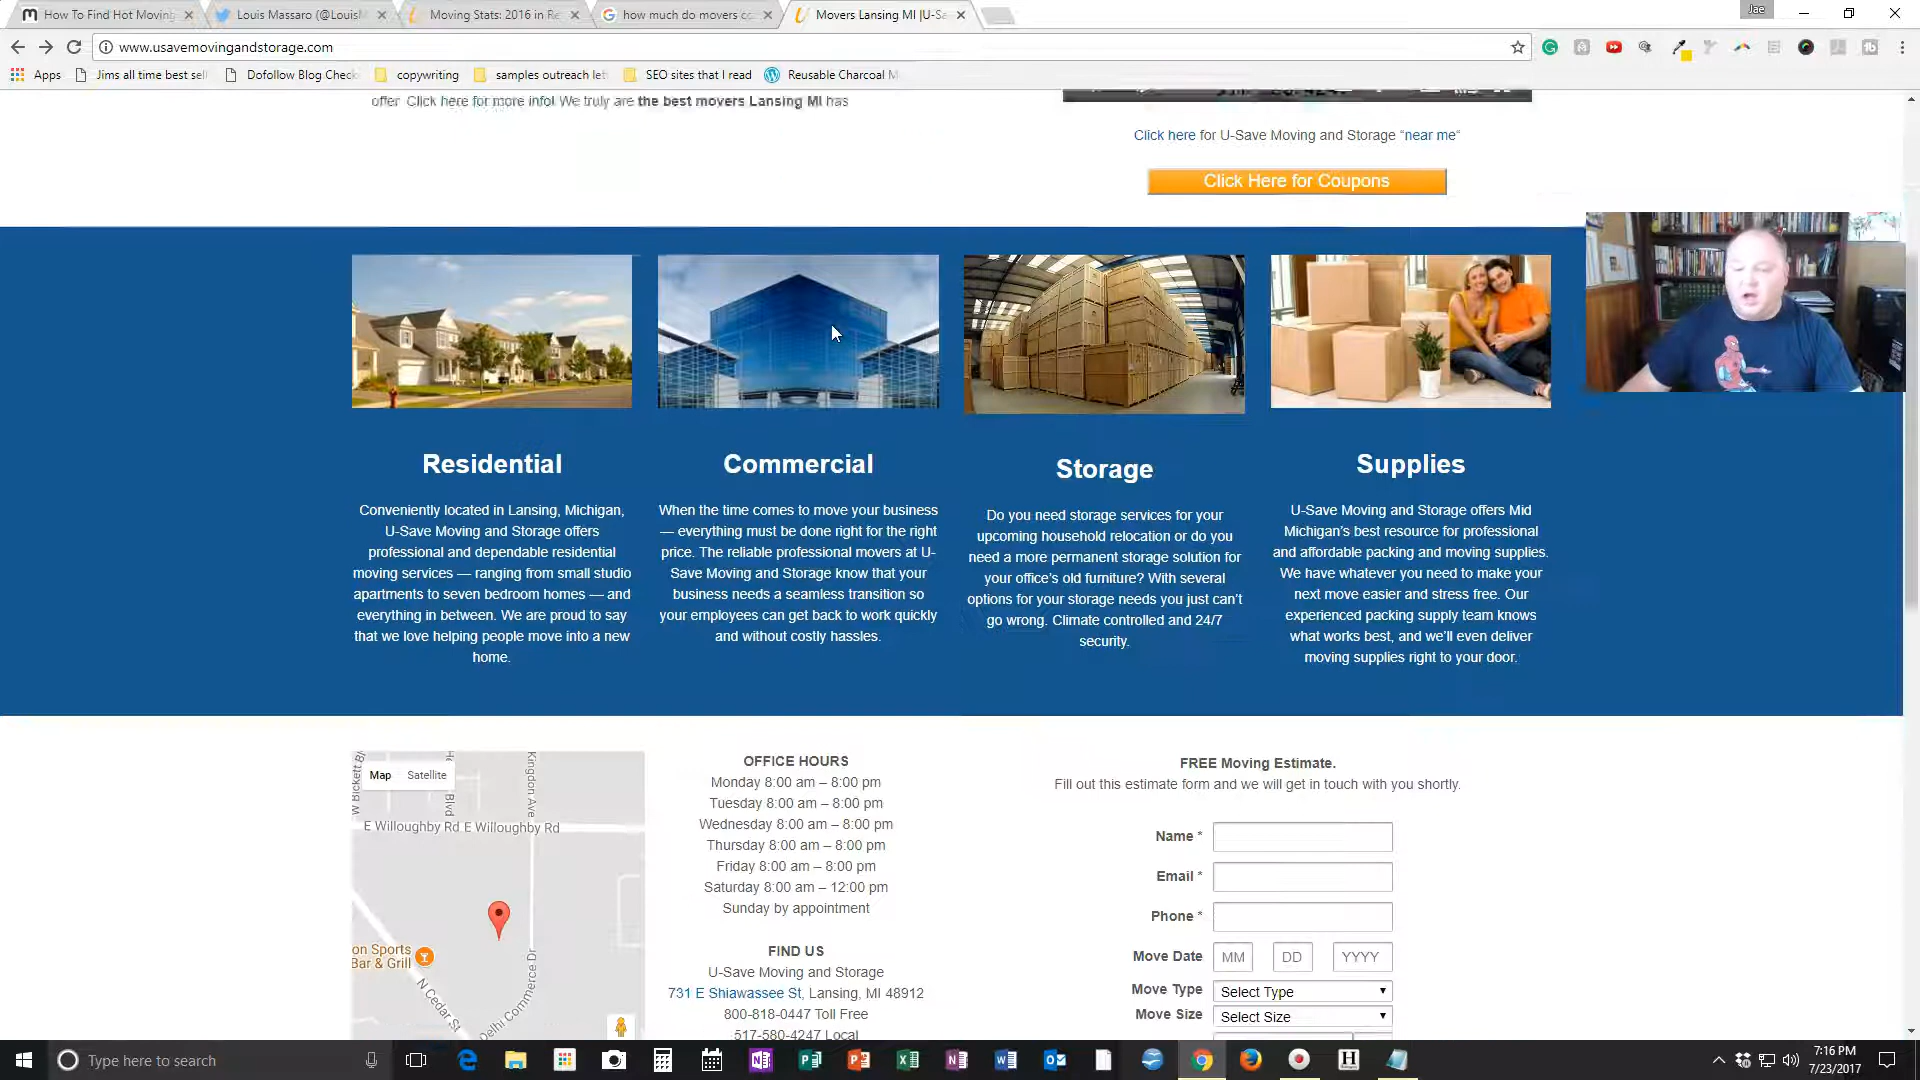 How To Find Hot Moving
Louis Massaro (@LouisM
Moving Stats: 2016 in Re
how much do movers co
Movers Lansing MI |U-Sa
Jae
www.usavemovingandstorage.com
Apps
Jims all time best sell
Dofollow Blog Check
copywriting
samples outreach lett
SEO sites that I read
Reusable Charcoal M
offer Click here for more info! We truly are the best movers Lansing MI has
Click here for U-Save Moving and Storage “near me“
Click Here for Coupons
Residential
Conveniently located in Lansing, Michigan,
U-Save Moving and Storage offers
professional and dependable residential
moving services — ranging from small studio
apartments to seven bedroom homes — and
everything in between. We are proud to say
that we love helping people move into a new
home.
Commercial
When the time comes to move your business
— everything must be done right for the right
price. The reliable professional movers at U-
Save Moving and Storage know that your
business needs a seamless transition so
your employees can get back to work quickly
and without costly hassles.
Storage
Do you need storage services for your
upcoming household relocation or do you
need a more permanent storage solution for
your office’s old furniture? With several
options for your storage needs you just can’t
go wrong. Climate controlled and 24/7
security.
Supplies
U-Save Moving and Storage offers Mid
Michigan’s best resource for professional
and affordable packing and moving supplies.
We have whatever you need to make your
next move easier and stress free. Our
experienced packing supply team knows
what works best, and we’ll even deliver
moving supplies right to your door.
Map
Satellite
W Bickett Bl
Blvd
Kingdon Ave
E Willoughby Rd E Willoughby Rd
on Sports
Bar & Grill
N Cedar St
Delhi Commerce Dr
OFFICE HOURS
Monday 8:00 am – 8:00 pm
Tuesday 8:00 am – 8:00 pm
Wednesday 8:00 am – 8:00 pm
Thursday 8:00 am – 8:00 pm
Friday 8:00 am – 8:00 pm
Saturday 8:00 am – 12:00 pm
Sunday by appointment
FIND US
U-Save Moving and Storage
731 E Shiawassee St, Lansing, MI 48912
800-818-0447 Toll Free
517-580-4247 Local
FREE Moving Estimate.
Fill out this estimate form and we will get in touch with you shortly.
Name *
Email *
Phone *
Move Date MM DD YYYY
Move Type Select Type
Move Size Select Size
Type here to search
7:16 PM
7/23/2017